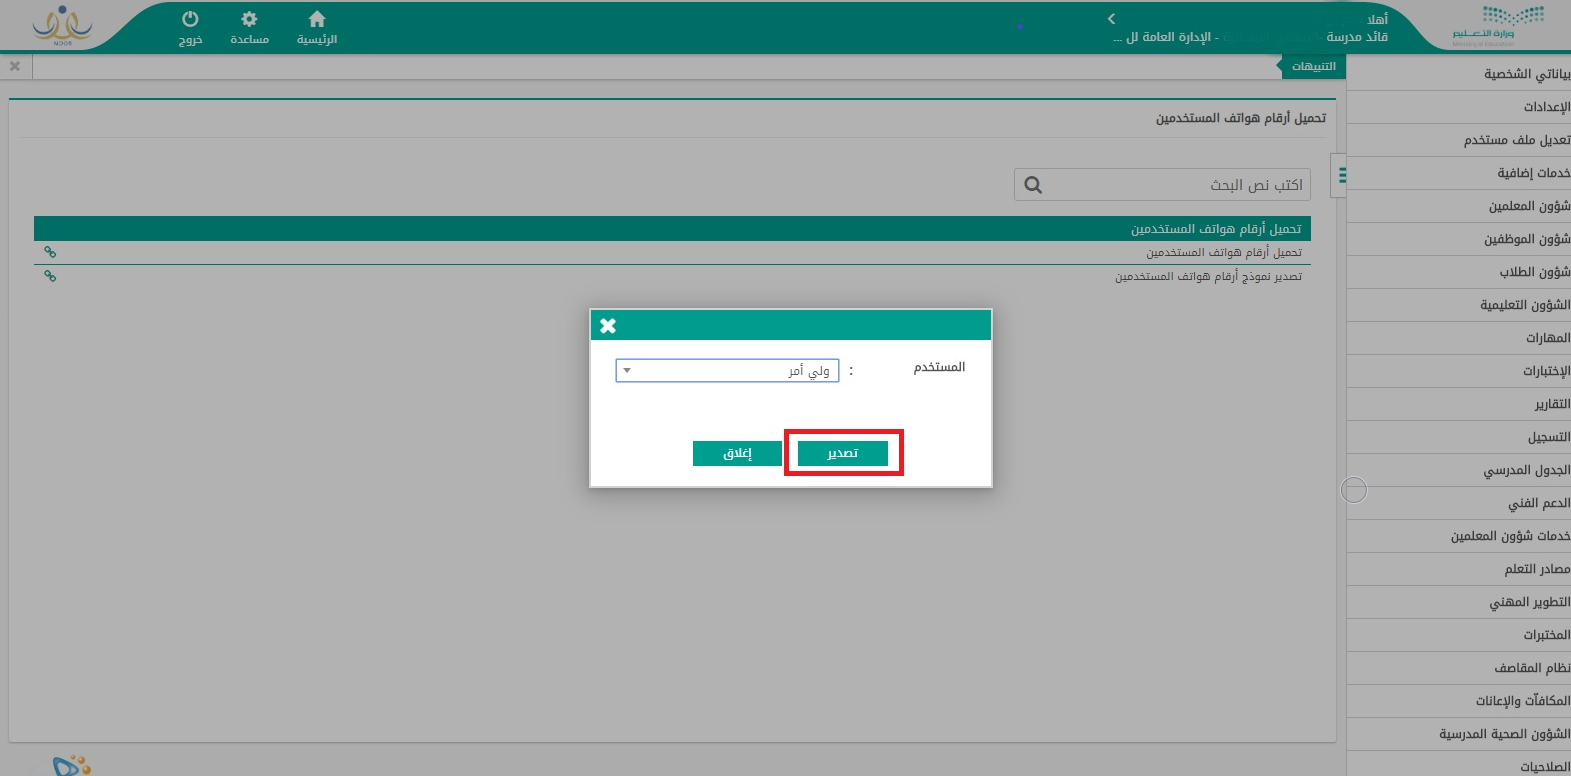 أهلا
قائد مدرسة
- الإدارة العامة لل ...
الرئيسية
مساعدة
خروج
وزارة التعليم
Ministry of Education
NOOR
التنبيهات
بياناتي الشخصية
الإعدادات
تعديل ملف مستخدم
خدمات إضافية
شؤون المعلمين
شؤون الموظفين
شؤون الطلاب
الشؤون التعليمية
المهارات
الإختبارات
التقارير
التسجيل
الجدول المدرسي
الدعم الفني
خدمات شؤون المعلمين
مصادر التعلم
التطوير المهني
المختبرات
نظام المقاصف
المكافآت والإعانات
الشؤون الصحية المدرسية
الصلاحيات
تحميل أرقام هواتف المستخدمين
اكتب نص البحث
تحميل أرقام هواتف المستخدمين
تحميل أرقام هواتف المستخدمين
تصدير نموذج أرقام هواتف المستخدمين
المستخدم : ولي أمر
تصدير
إغلاق